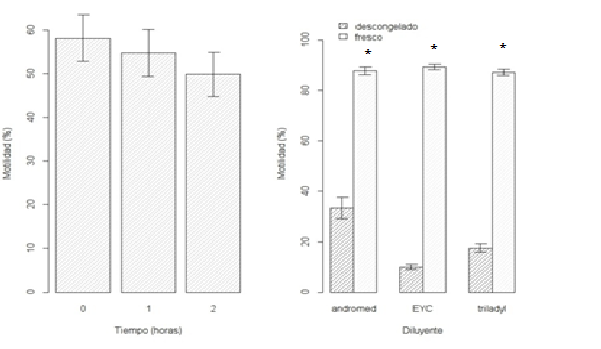 Motilidad (%)
60
50
40
30
20
10
0
0 1 2
Tiempo (horas)
descongelado
fresco
* * *
Motilidad (%)
100
80
60
40
20
0
andromed EYC triladyl
Diluyente